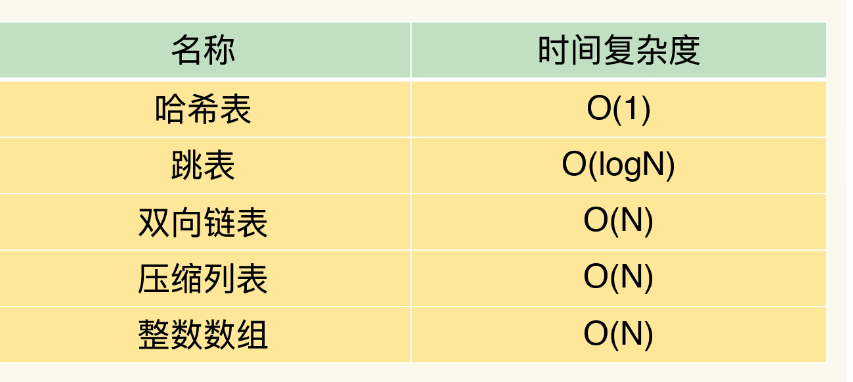 名称 时间复杂度
哈希表 O(1)
跳表 O(logN)
双向链表 O(N)
压缩列表 O(N)
整数数组 O(N)